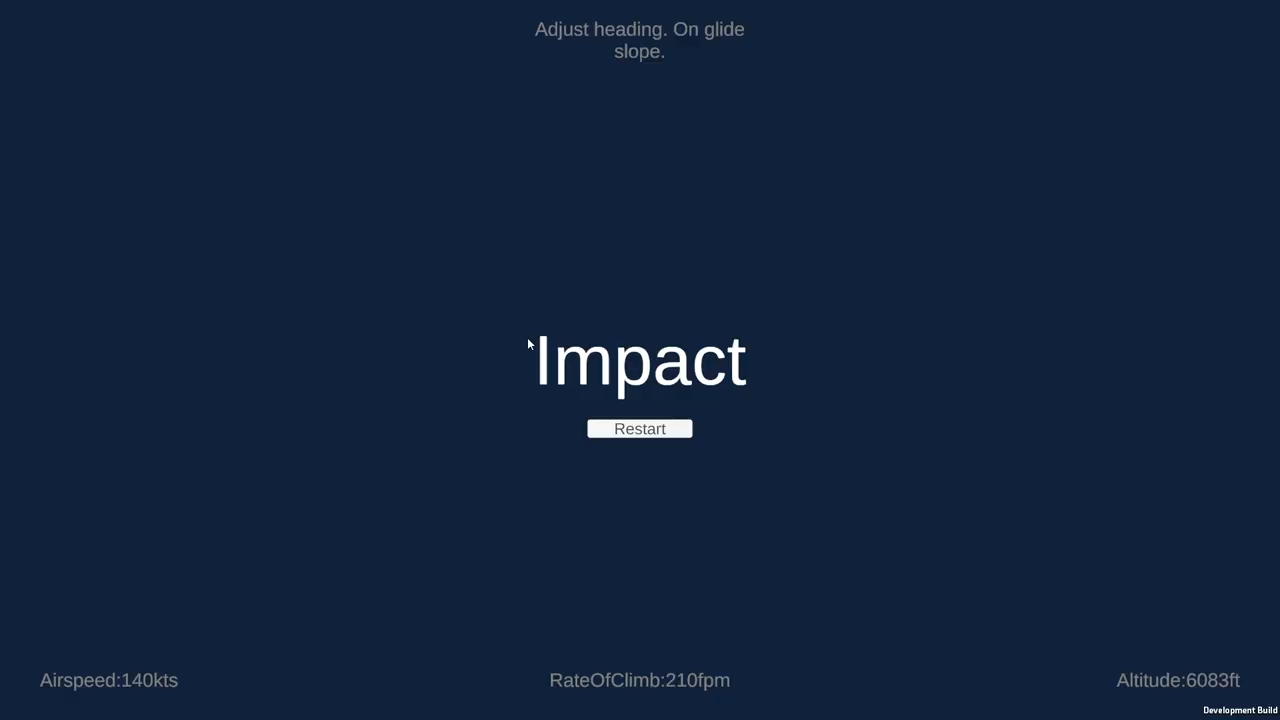 Adjust heading. On glide
slope.
Impact
Restart
Airspeed:140kts
RateOfClimb:210fpm
Altitude:6083ft
Development Build